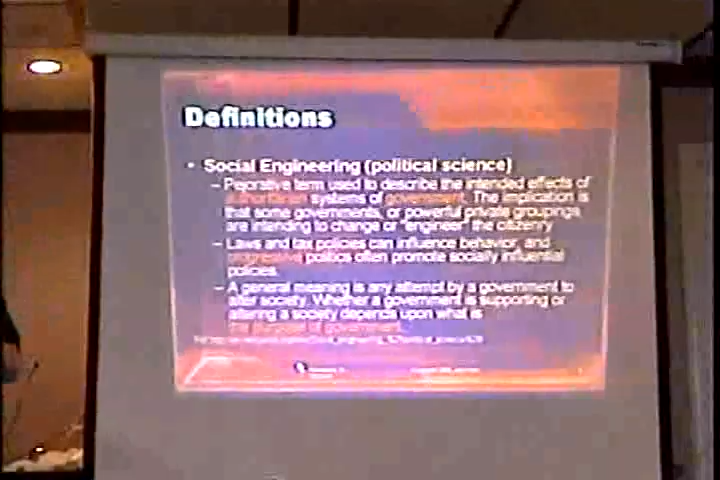 Definitions
• Social Engineering (political science)
– Pejorative term used to describe the intended effects of
authoritarian systems of government. The implication is
that some governments, or powerful private groupings
are intending to change or "engineer" the citizenry
– Laws and tax policies can influence behavior, and
progressive politics often promote socially influential
policies.
– A general meaning is any attempt by a government to
alter society. Whether a government is supporting or
altering a society depends upon what is
the purpose of government.